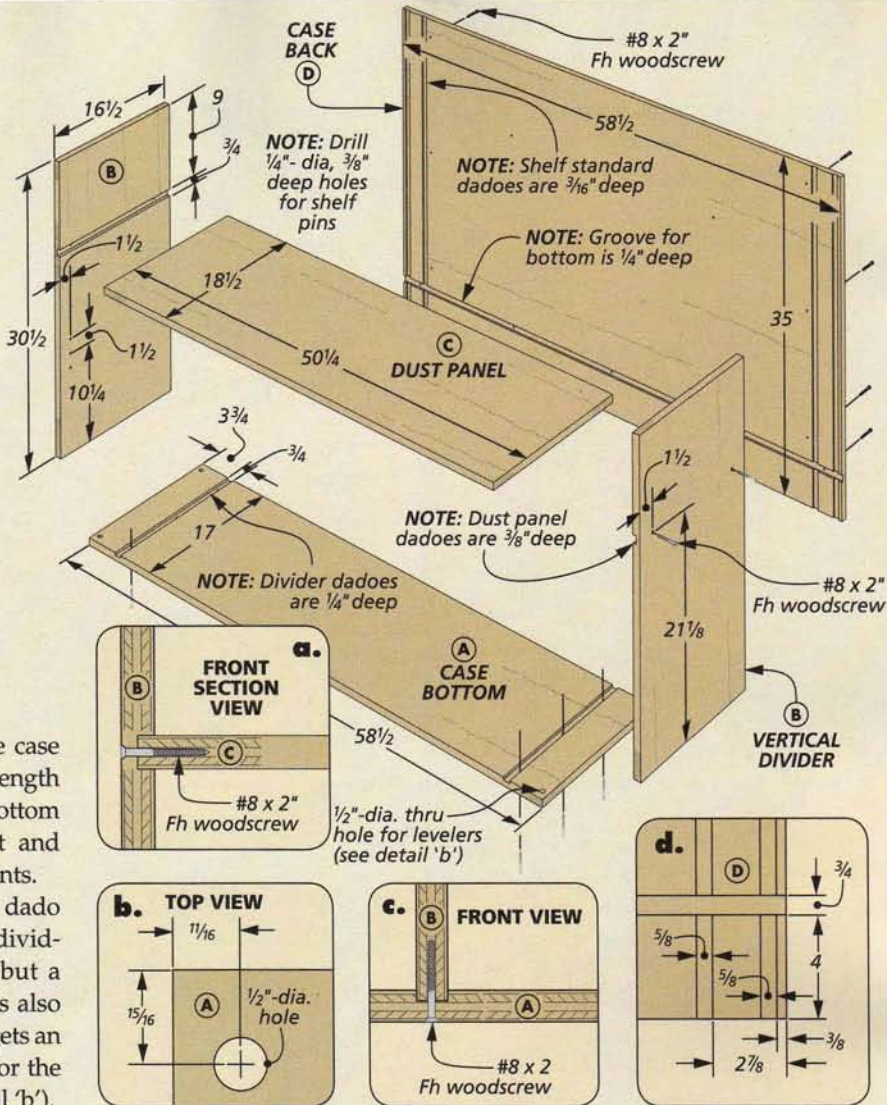 CASE
BACK
D
#8 x 2"
Fh woodscrew
16½
9
¾
B
NOTE: Drill
¼"- dia, ⅜"
deep holes
for shelf
pins
58½
NOTE: Shelf standard
dadoes are 3/16" deep
NOTE: Groove for
bottom is ¼" deep
1½
18½
30½
1½
10¼
C
DUST PANEL
50¼
35
3¾
¾
17
NOTE: Divider dadoes
are ¼" deep
NOTE: Dust panel
dadoes are ⅜" deep
1½
#8 x 2"
Fh woodscrew
21⅛
A
CASE
BOTTOM
58½
B
VERTICAL
DIVIDER
½"-dia. thru
hole for levelers
(see detail 'b')
a.
FRONT
SECTION
VIEW
B
C
#8 x 2"
Fh woodscrew
e case
ength
ottom
t and
nts.
dado
divid-
but a
s also
ets an
or the
il 'b').
b. TOP VIEW
11/16
15/16
A
½"-dia.
hole
c. FRONT VIEW
B
A
#8 x 2
Fh woodscrew
d.
D
¾
⅝
4
⅝
⅜
2⅞